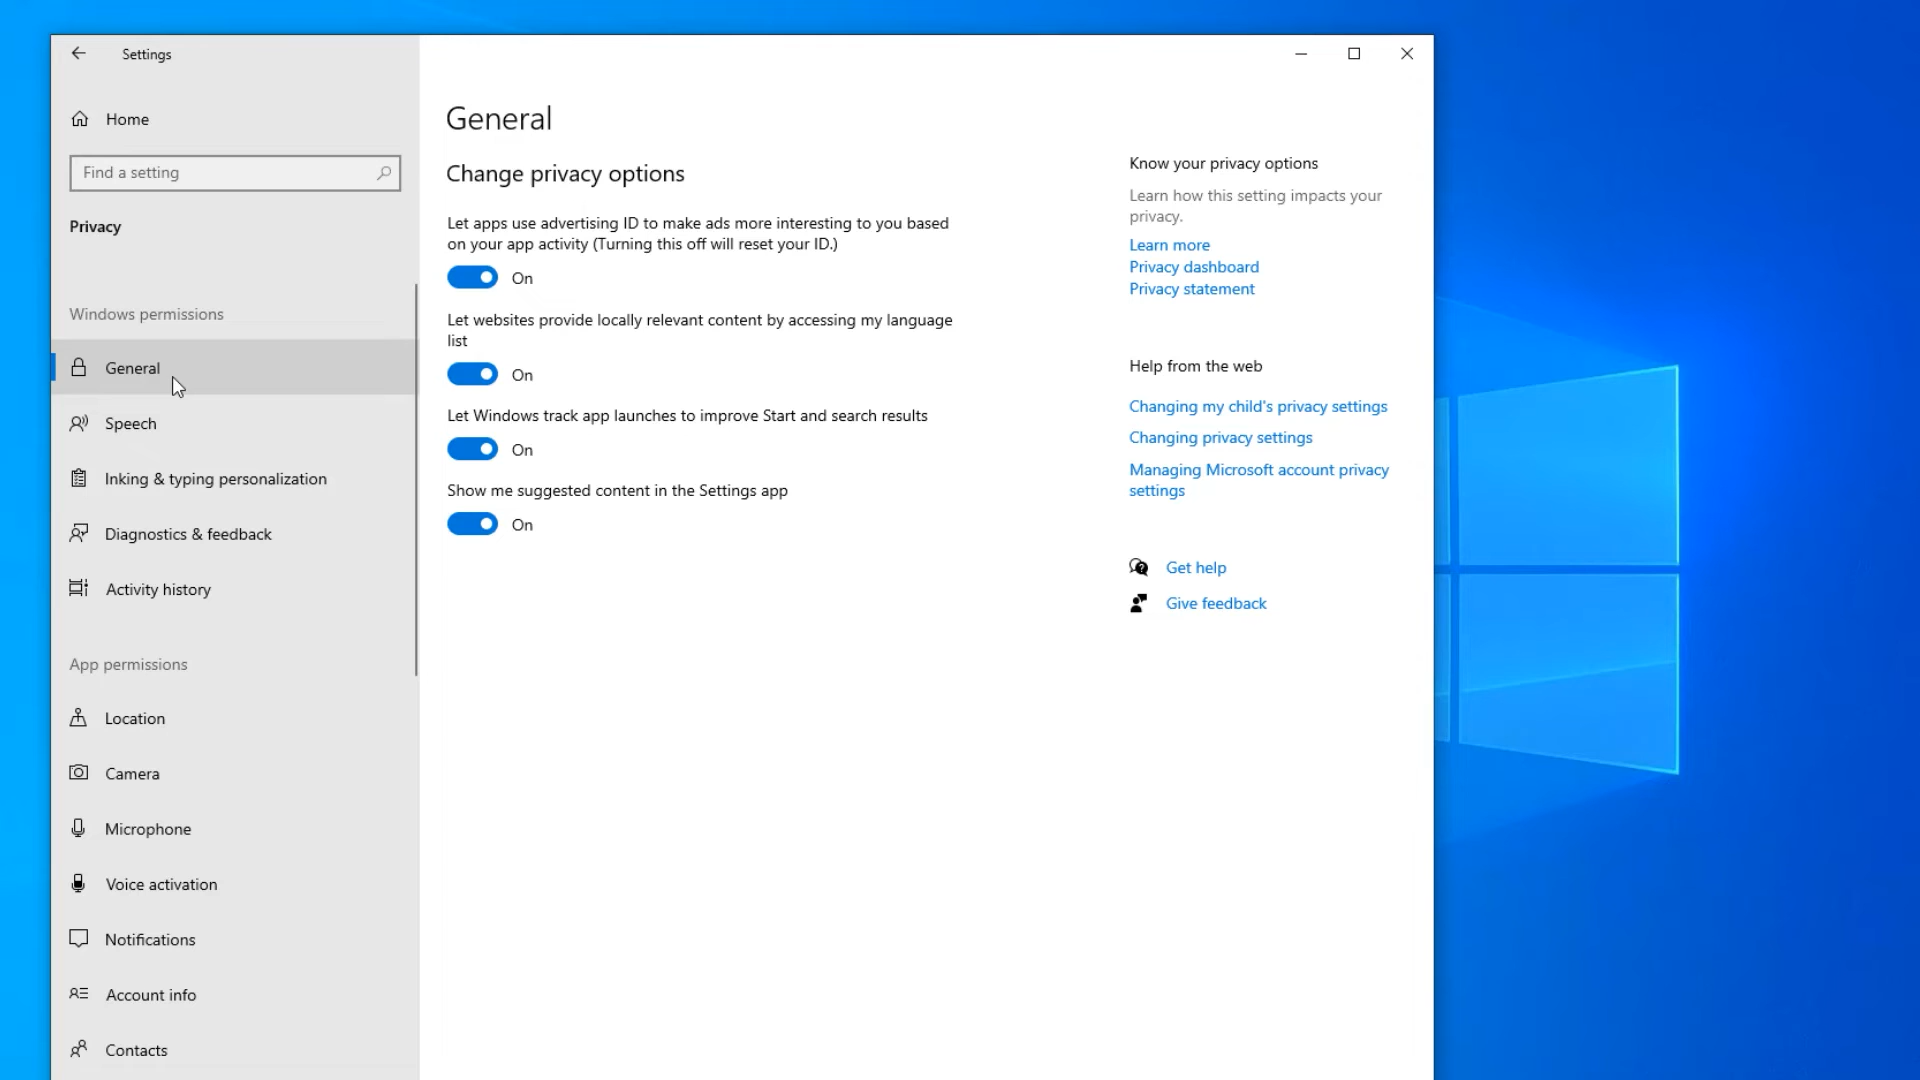 Settings
Home
Find a setting
Privacy
Windows permissions
General
Speech
Inking & typing personalization
Diagnostics & feedback
Activity history
App permissions
Location
Camera
Microphone
Voice activation
Notifications
Account info
Contacts
General
Change privacy options
Let apps use advertising ID to make ads more interesting to you based
on your app activity (Turning this off will reset your ID.)
On
Let websites provide locally relevant content by accessing my language
list
On
Let Windows track app launches to improve Start and search results
On
Show me suggested content in the Settings app
On
Know your privacy options
Learn how this setting impacts your
privacy.
Learn more
Privacy dashboard
Privacy statement
Help from the web
Changing my child's privacy settings
Changing privacy settings
Managing Microsoft account privacy
settings
Get help
Give feedback